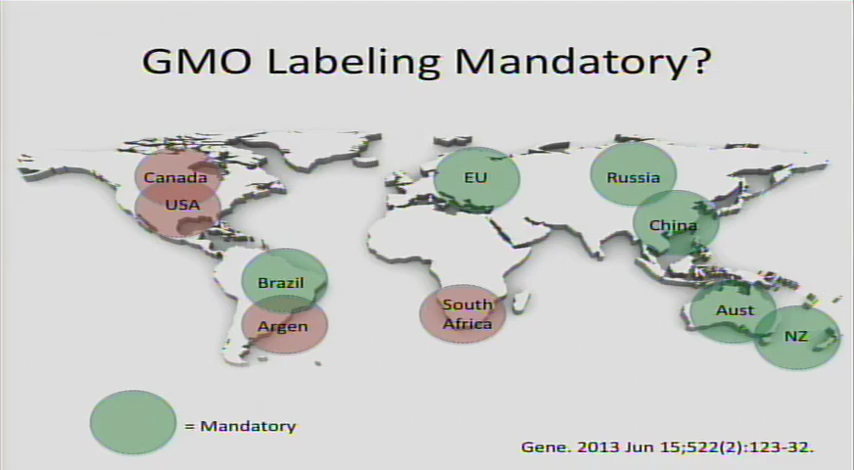 GMO Labeling Mandatory?
Canada
USA
EU
Russia
China
Brazil
Argen
South
Africa
Aust
NZ
= Mandatory
Gene. 2013 Jun 15;522(2):123-32.